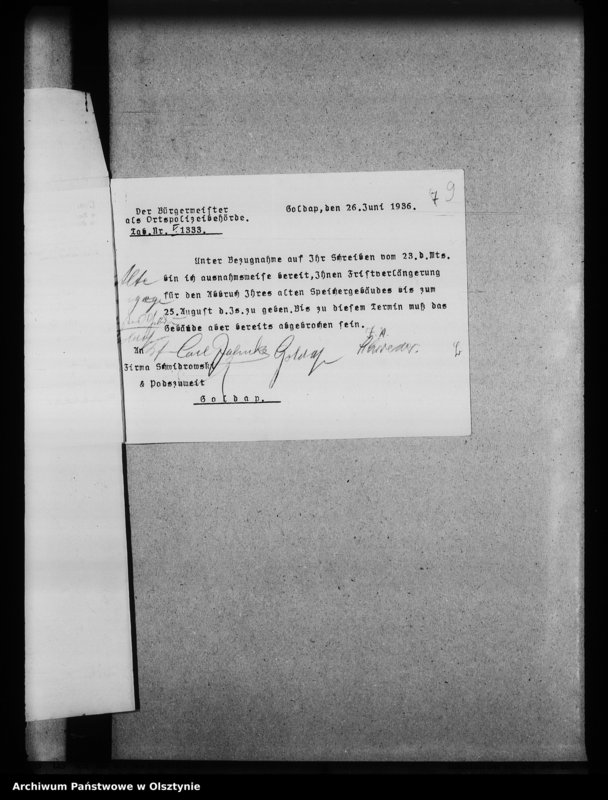 79
Der Bürgermeister
als Ortspolizeibehörde.
Tgb.Nr. 1333.
Goldap, den 26.Juni 1936.
Unter Bezugnahme auf Ihr Schreiben vom 23.d.Mts.
bin ich ausnahmsweise bereit, Ihnen Fristverlängerung
für den Abbruch Ihres alten Speichergebäudes bis zum
25.August d.Js.zu geben.Bis zu diesem Termin muß das
Gebäude aber bereits abgebrochen sein.
An
Carl Goldap
Firma Schwidrowski
& Podszuweit
Goldap.
Archiwum Państwowe w Olsztynie